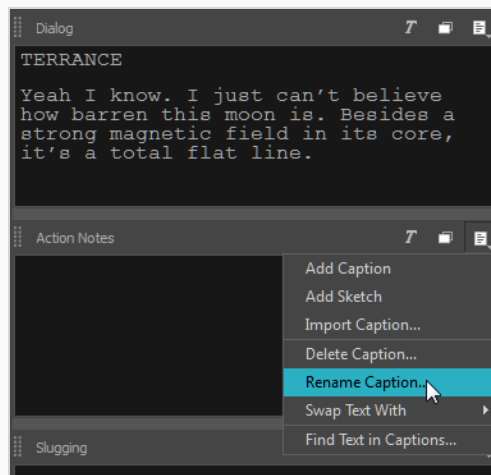 Dialog
T
TERRANCE
Yeah I know. I just can't believe
how barren this moon is. Besides a
strong magnetic field in its core,
it's a total flat line.
Action Notes
T
Add Caption
Add Sketch
Import Caption...
Delete Caption...
Rename Caption...
Swap Text With
Find Text in Captions...
Slugging